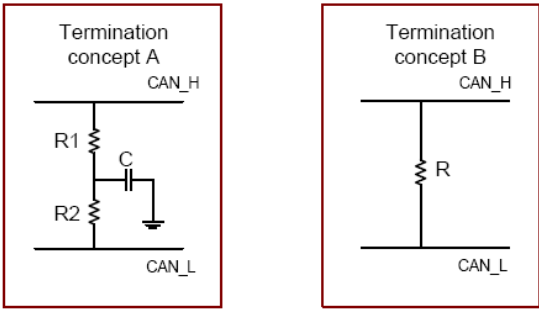 Termination
concept A
CAN_H
R1
C
R2
CAN_L
Termination
concept B
CAN_H
R
CAN_L